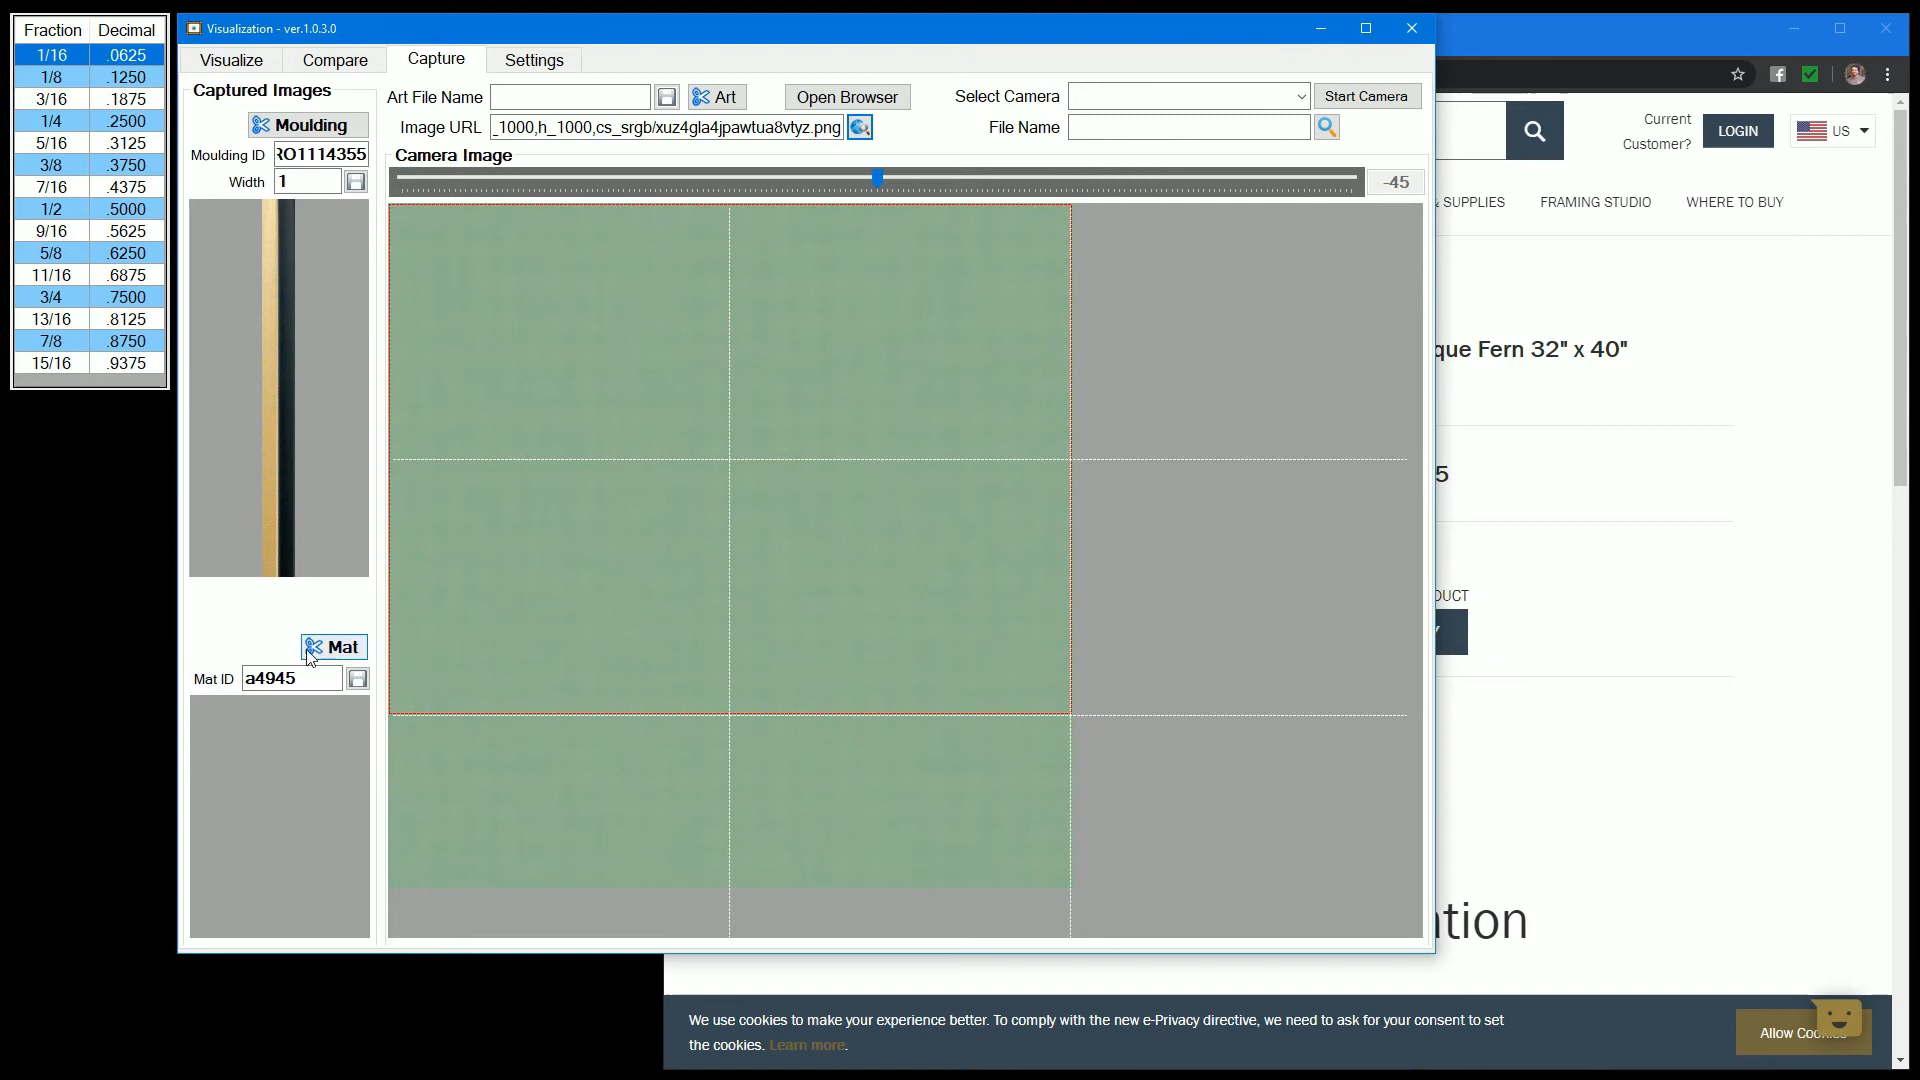 Fraction Decimal
1/16 .0625
1/8 .1250
3/16 .1875
1/4 .2500
5/16 .3125
3/8 .3750
7/16 .4375
1/2 .5000
9/16 .5625
5/8 .6250
11/16 .6875
3/4 .7500
13/16 .8125
7/8 .8750
15/16 .9375
Visualization - ver.1.0.3.0
Visualize Compare Capture Settings
Captured Images
Moulding
Moulding ID RO1114355
Width 1
Mat
Mat ID a4945
Art File Name Art Open Browser Select Camera Start Camera
Image URL _1000,h_1000,cs_srgb/xuz4gla4jpawtua8vtyz.png File Name
Camera Image
-45
Current
Customer?
LOGIN
US
& SUPPLIES FRAMING STUDIO WHERE TO BUY
que Fern 32" x 40"
5
DUCT
Y
ation
We use cookies to make your experience better. To comply with the new e-Privacy directive, we need to ask for your consent to set
the cookies. Learn more.
Allow